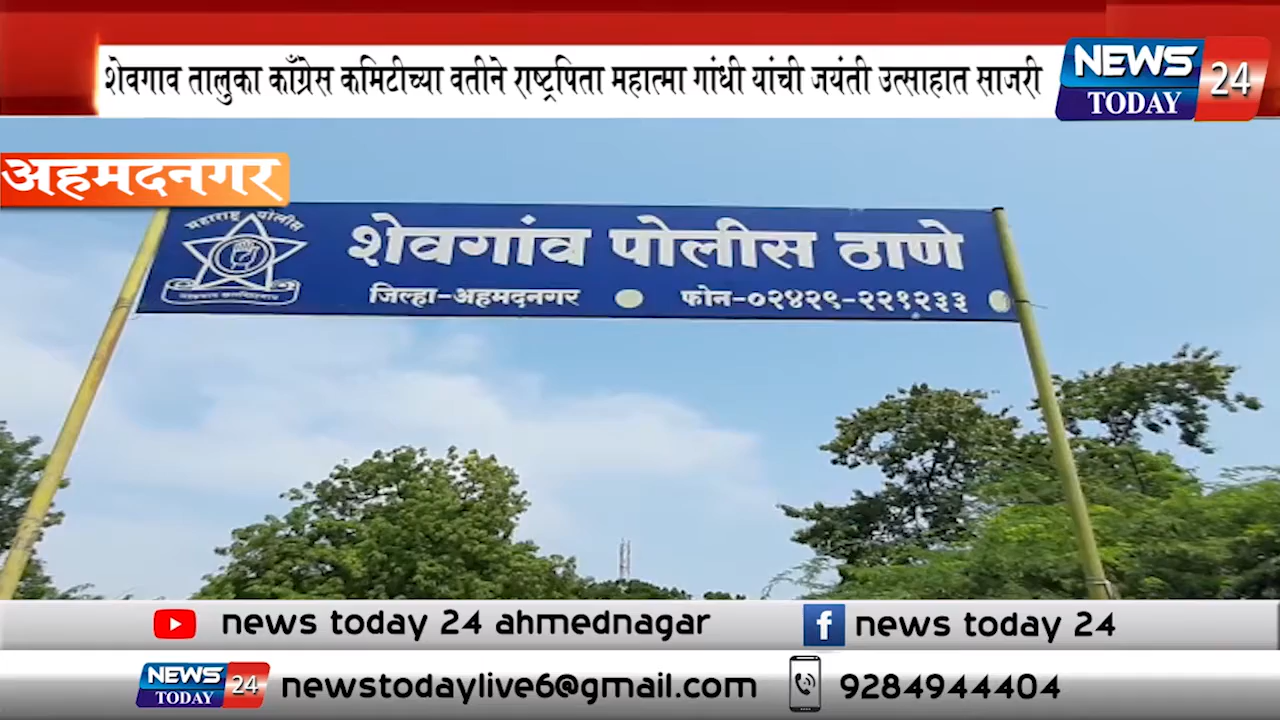 शेवगाव तालुका काँग्रेस कमिटीच्या वतीने राष्ट्रपिता महात्मा गांधी यांची जयंती उत्साहात साजरी
NEWS TODAY 24
अहमदनगर
महाराष्ट्र पोलीस
शेवगांव पोलीस ठाणे
जिल्हा-अहमदनगर फोन-०२४२९-२२१२३३
news today 24 ahmednagar
news today 24
NEWS TODAY 24
newstodaylive6@gmail.com
9284944404